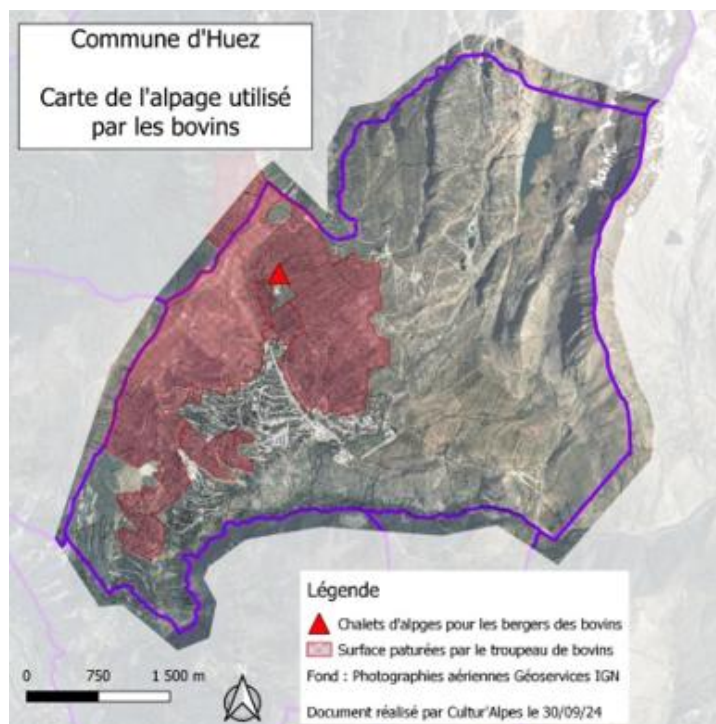 Commune d'Huez
Carte de l'alpage utilisé
par les bovins
Légende
Chalets d'alpges pour les bergers des bovins
Surface paturées par le troupeau de bovins
Fond : Photographies aériennes Géoservices IGN
Document réalisé par Cultur'Alpes le 30/09/24
0 750 1 500 m